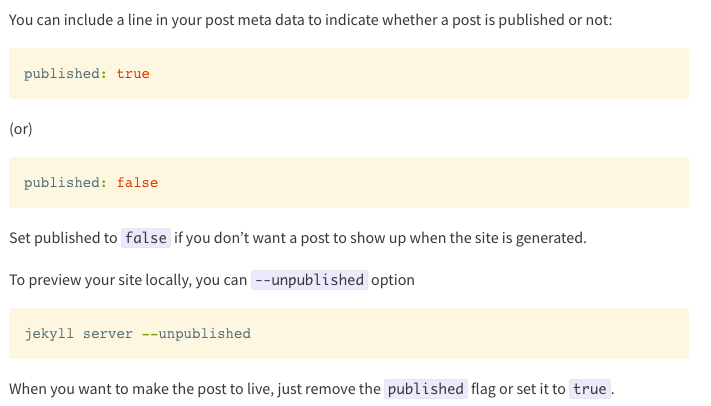 You can include a line in your post meta data to indicate whether a post is published or not:
published: true
(or)
published: false
Set published to false if you don’t want a post to show up when the site is generated.
To preview your site locally, you can --unpublished option
jekyll server --unpublished
When you want to make the post to live, just remove the published flag or set it to true.